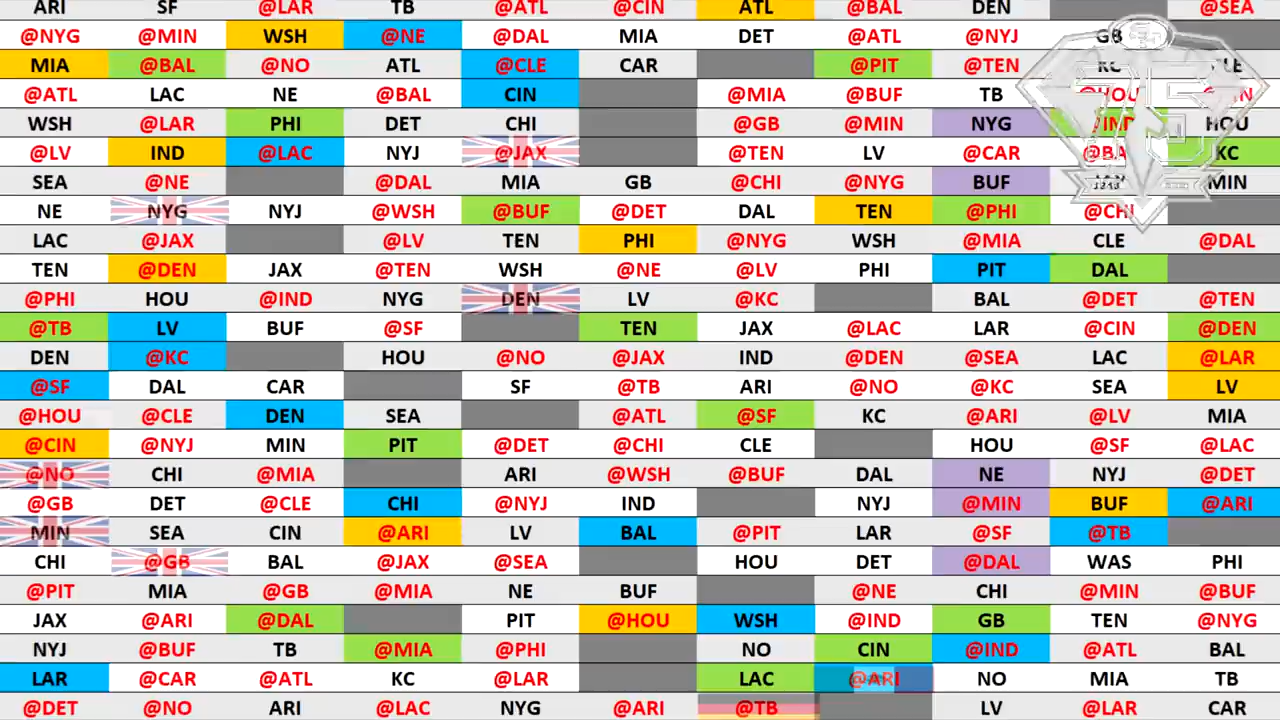 ARI SF @LAR TB @ATL @CIN ATL @BAL DEN @SEA
@NYG @MIN WSH @NE @DAL MIA DET @ATL @NYJ GB
MIA @BAL @NO ATL @CLE CAR @PIT @TEN KC
@ATL LAC NE @BAL CIN @MIA @BUF TB @HOU
WSH @LAR PHI DET CHI @GB @MIN NYG HOU
@LV IND @LAC NYJ @JAX @TEN LV @CAR KC
SEA @NE @DAL MIA GB @CHI @NYG BUF MIN
NE NYG NYJ @WSH @BUF @DET DAL TEN @PHI @CHI
LAC @JAX @LV TEN PHI @NYG WSH @MIA CLE @DAL
TEN @DEN JAX @TEN WSH @NE @LV PHI PIT DAL
@PHI HOU @IND NYG DEN LV @KC BAL @DET @TEN
@TB LV BUF @SF TEN JAX @LAC LAR @CIN @DEN
DEN @KC HOU @NO @JAX IND @DEN @SEA LAC @LAR
@SF DAL CAR SF @TB ARI @NO @KC SEA LV
@HOU @CLE DEN SEA @ATL @SF KC @ARI @LV MIA
@CIN @NYJ MIN PIT @DET @CHI CLE HOU @SF @LAC
@NO CHI @MIA ARI @WSH @BUF DAL NE NYJ @DET
@GB DET @CLE CHI @NYJ IND NYJ @MIN BUF @ARI
MIN SEA CIN @ARI LV BAL @PIT LAR @SF @TB
CHI @GB BAL @JAX @SEA HOU DET @DAL WAS PHI
@PIT MIA @GB @MIA NE BUF @NE CHI @MIN @BUF
JAX @ARI @DAL PIT @HOU WSH @IND GB TEN @NYG
NYJ @BUF TB @MIA @PHI NO CIN @IND @ATL BAL
LAR @CAR @ATL KC @LAR LAC @ARI NO MIA TB
@DET @NO ARI @LAC NYG @ARI @TB LV @LAR CAR